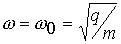 ω = ω0 = √(q/m)